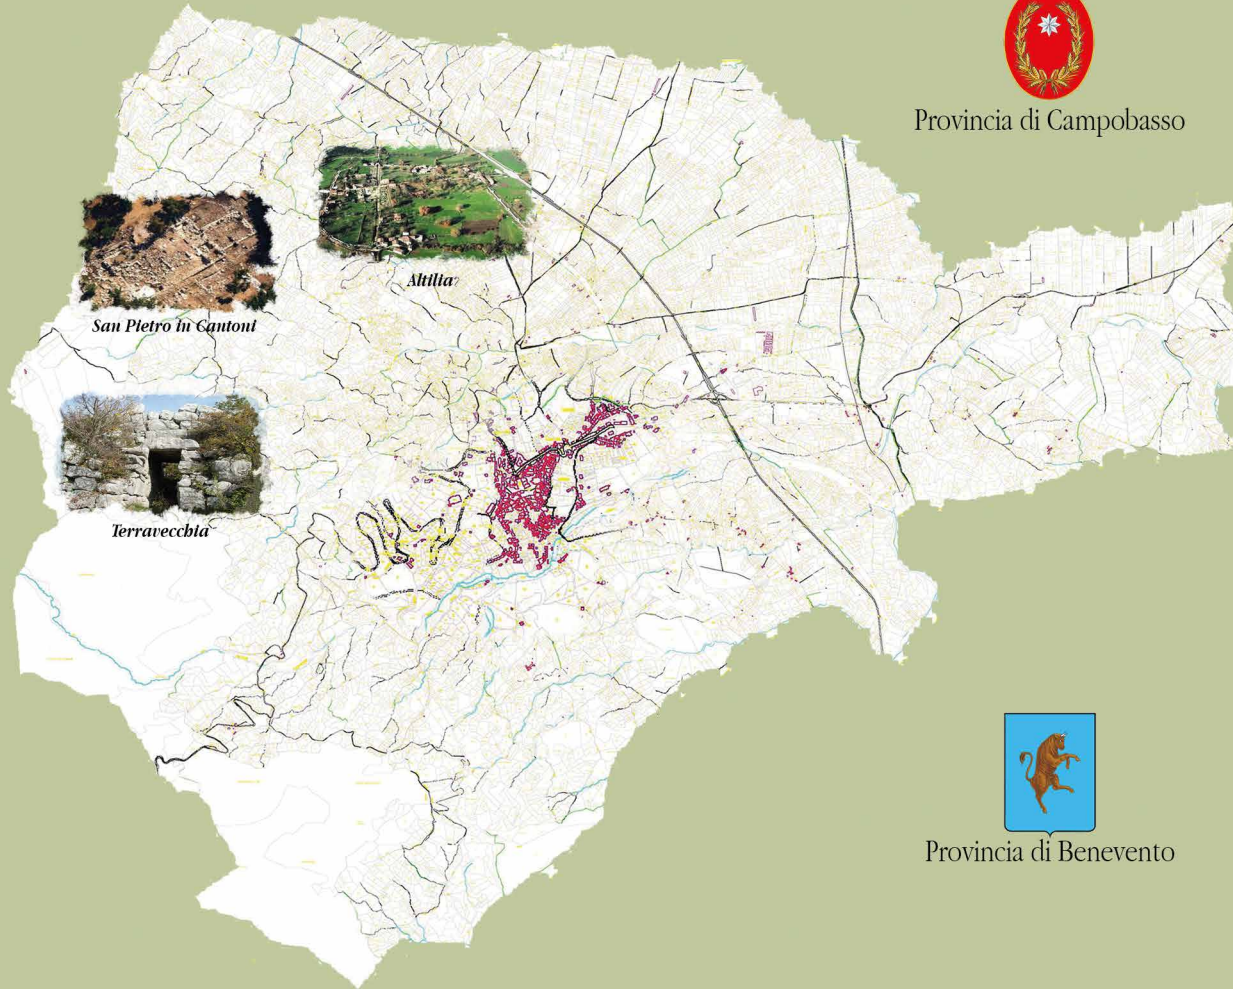 Provincia di Campobasso
Altilia
San Pietro in Cantoni
Terravecchia
Provincia di Benevento